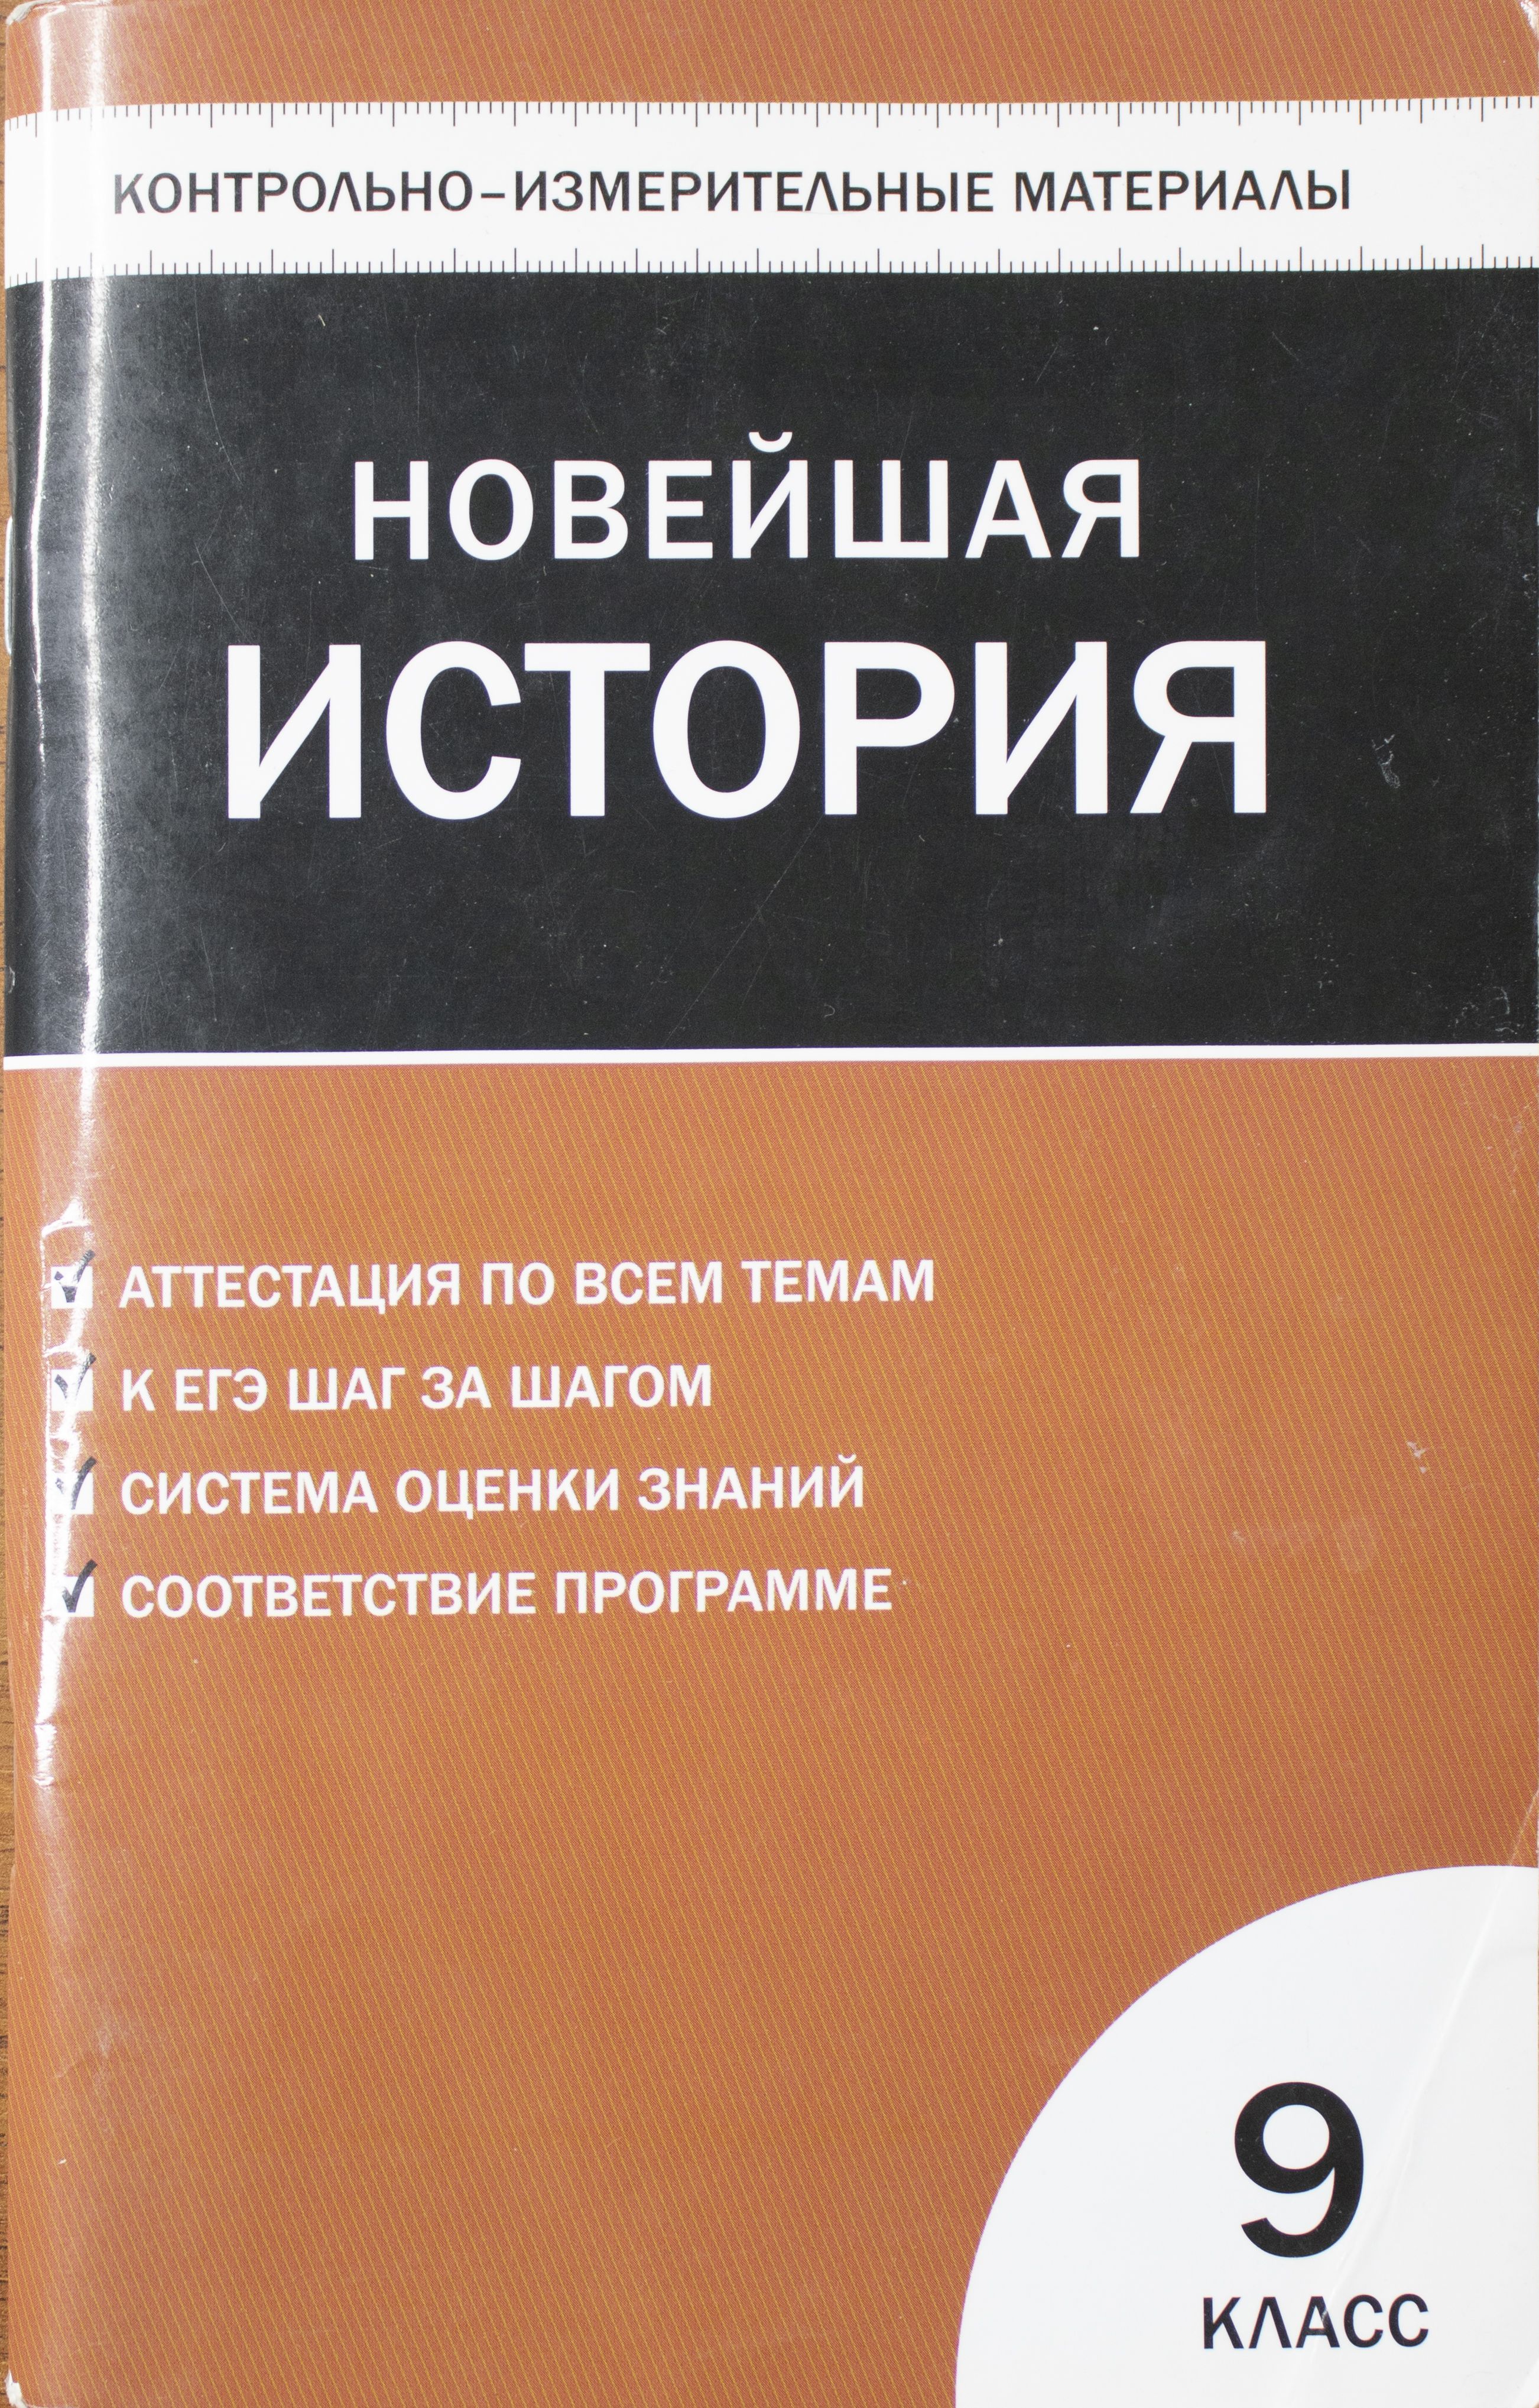 КОНТРОЛЬНО-ИЗМЕРИТЕЛЬНЫЕ МАТЕРИАЛЫ
НОВЕЙШАЯ
ИСТОРИЯ
АТТЕСТАЦИЯ ПО ВСЕМ ТЕМАМ
К ЕГЭ ШАГ ЗА ШАГОМ
СИСТЕМА ОЦЕНКИ ЗНАНИЙ
СООТВЕТСТВИЕ ПРОГРАММЕ
9
КЛАСС